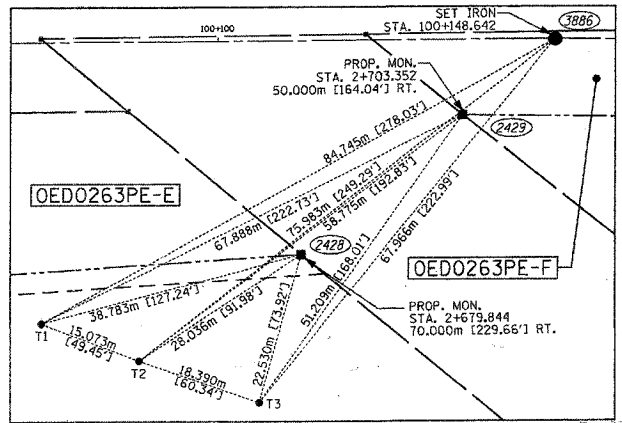 SET IRON
3886
STA. 100+148.642
100+100
PROP. MON.
STA. 2+703.352
50.000m [164.04'] RT.
2429
84.745m [278.03']
67.888m [222.73']
75.983m [249.29']
58.775m [192.83']
0ED0263PE-E
2428
51.209m [168.01']
67.966m [222.99']
0ED0263PE-F
38.783m [127.24']
28.036m [91.98']
22.530m [73.92']
PROP. MON.
STA. 2+679.844
70.000m [229.66'] RT.
T1
15.073m
[49.45']
T2
18.390m
[60.34']
T3